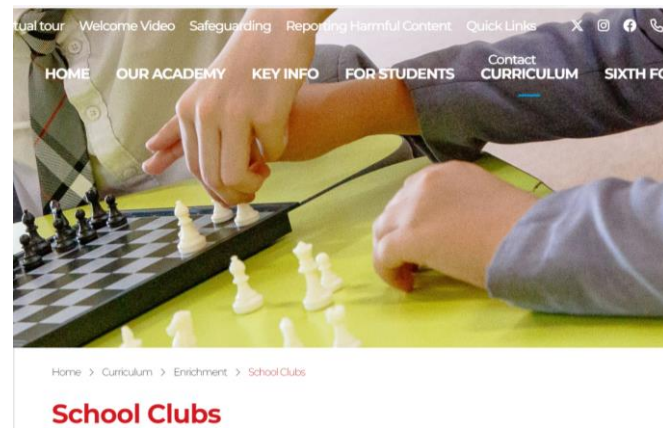 tual tour Welcome Video Safeguarding Reporting Harmful Content Quick Links
Contact
HOME OUR ACADEMY KEY INFO FOR STUDENTS CURRICULUM SIXTH FO
Home > Curriculum > Enrichment > School Clubs
School Clubs